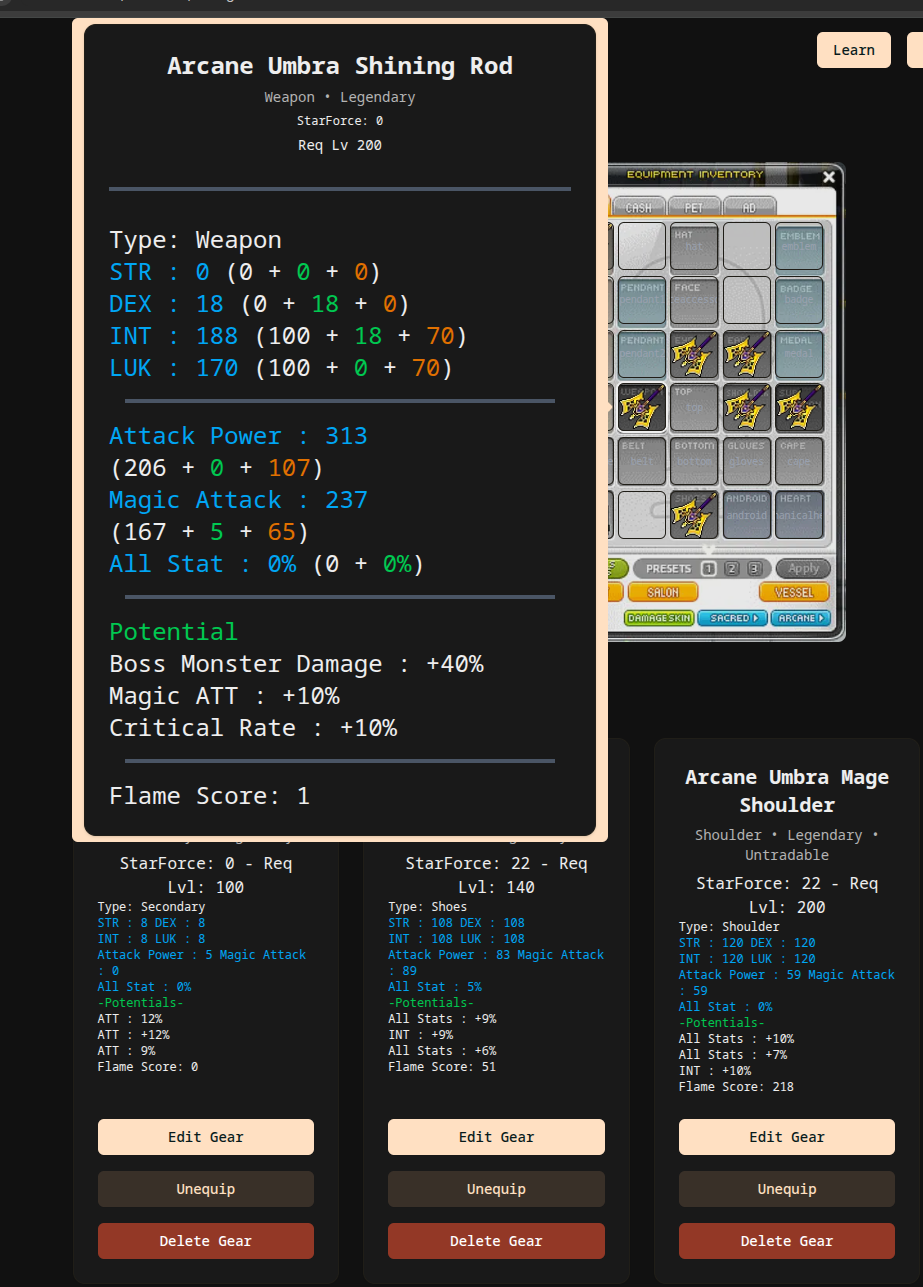 Learn
Arcane Umbra Shining Rod
Weapon • Legendary
StarForce: 0
Req Lv 200
Type: Weapon
STR : 0 (0 + 0 + 0)
DEX : 18 (0 + 18 + 0)
INT : 188 (100 + 18 + 70)
LUK : 170 (100 + 0 + 70)
Attack Power : 313
(206 + 0 + 107)
Magic Attack : 237
(167 + 5 + 65)
All Stat : 0% (0 + 0%)
Potential
Boss Monster Damage : +40%
Magic ATT : +10%
Critical Rate : +10%
Flame Score: 1
EQUIPMENT INVENTORY
CASH PET AD
HAT EMBLEM
hat emblem
PENDANT FACE BADGE
badge
PENDANT MEDAL
medal
TOP
top
BELT BOTTOM GLOVES CAPE
belt bottom gloves cape
SHOES ANDROID HEART
android
PRESETS 1 2 3 Apply
SALON VESSEL
DAMAGE SKIN SACRED ARCANE
StarForce: 0 - Req
Lvl: 100
Type: Secondary
STR : 8 DEX : 8
INT : 8 LUK : 8
Attack Power : 5 Magic Attack
: 0
All Stat : 0%
-Potentials-
ATT : 12%
ATT : +12%
ATT : 9%
Flame Score: 0
Edit Gear
Unequip
Delete Gear
StarForce: 22 - Req
Lvl: 140
Type: Shoes
STR : 108 DEX : 108
INT : 108 LUK : 108
Attack Power : 83 Magic Attack
: 89
All Stat : 5%
-Potentials-
All Stats : +9%
INT : +9%
All Stats : +6%
Flame Score: 51
Edit Gear
Unequip
Delete Gear
Arcane Umbra Mage
Shoulder
Shoulder • Legendary •
Untradable
StarForce: 22 - Req
Lvl: 200
Type: Shoulder
STR : 120 DEX : 120
INT : 120 LUK : 120
Attack Power : 59 Magic Attack
: 59
All Stat : 0%
-Potentials-
All Stats : +10%
All Stats : +7%
INT : +10%
Flame Score: 218
Edit Gear
Unequip
Delete Gear